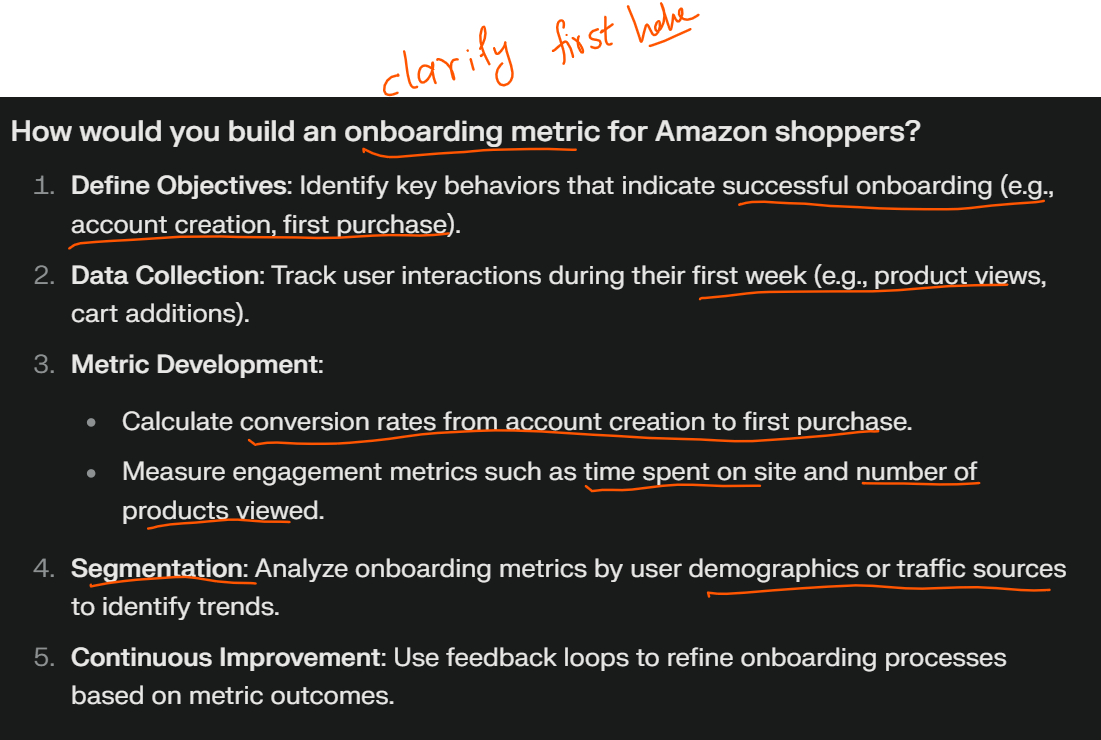 clarify first
How would you build an onboarding metric for Amazon shoppers?
1. Define Objectives: Identify key behaviors that indicate successful onboarding (e.g.,
account creation, first purchase).
2. Data Collection: Track user interactions during their first week (e.g., product views,
cart additions).
3. Metric Development:
• Calculate conversion rates from account creation to first purchase.
• Measure engagement metrics such as time spent on site and number of
products viewed.
4. Segmentation: Analyze onboarding metrics by user demographics or traffic sources
to identify trends.
5. Continuous Improvement: Use feedback loops to refine onboarding processes
based on metric outcomes.